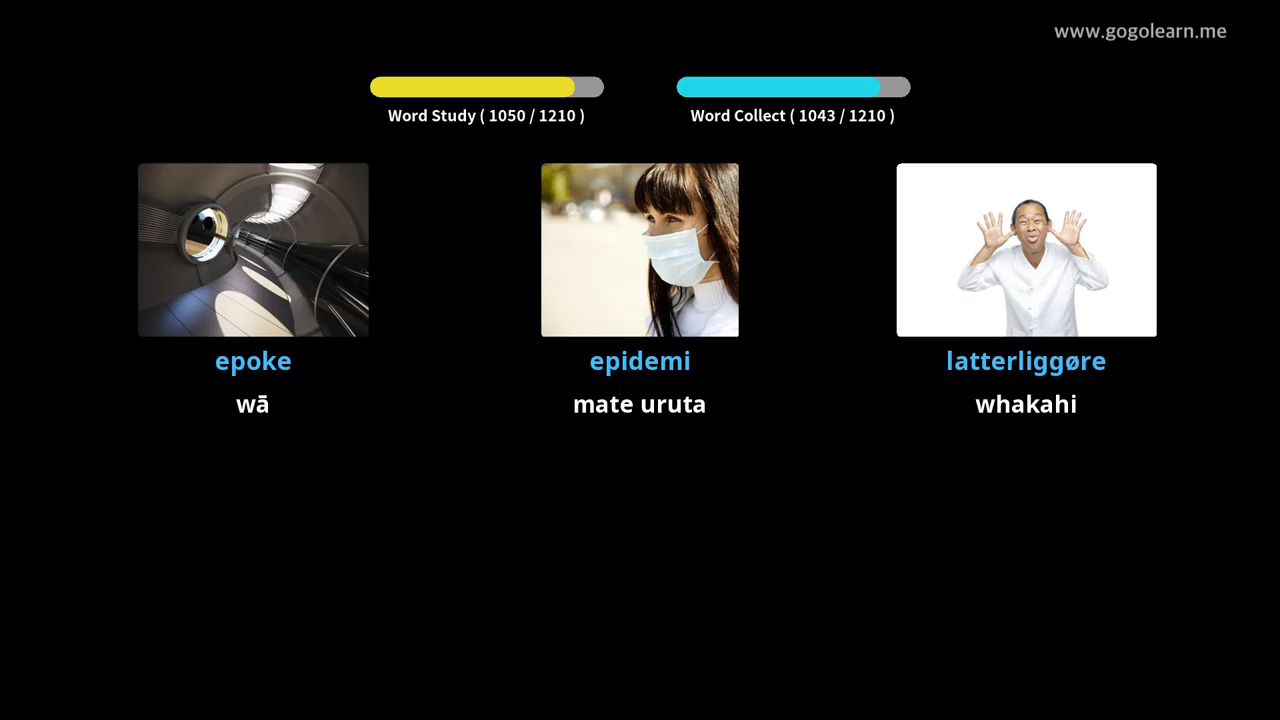 www.gogolearn.me
Word Study ( 1050 / 1210 )
Word Collect ( 1043 / 1210 )
epoke
wā
epidemi
mate uruta
latterliggøre
whakahi